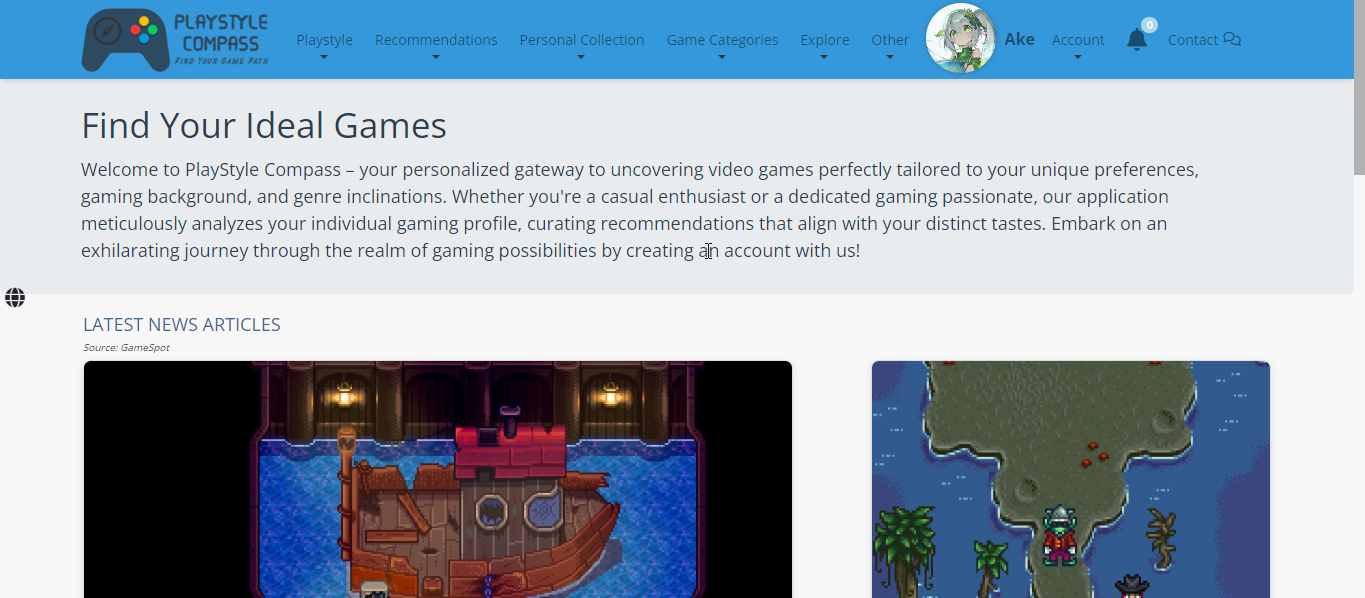 PLAYSTYLE
COMPASS
FIND YOUR GAME PATH
Playstyle Recommendations Personal Collection Game Categories Explore Other Ake Account 0 Contact
Find Your Ideal Games
Welcome to PlayStyle Compass – your personalized gateway to uncovering video games perfectly tailored to your unique preferences,
gaming background, and genre inclinations. Whether you're a casual enthusiast or a dedicated gaming passionate, our application
meticulously analyzes your individual gaming profile, curating recommendations that align with your distinct tastes. Embark on an
exhilarating journey through the realm of gaming possibilities by creating an account with us!
LATEST NEWS ARTICLES
Source: GameSpot